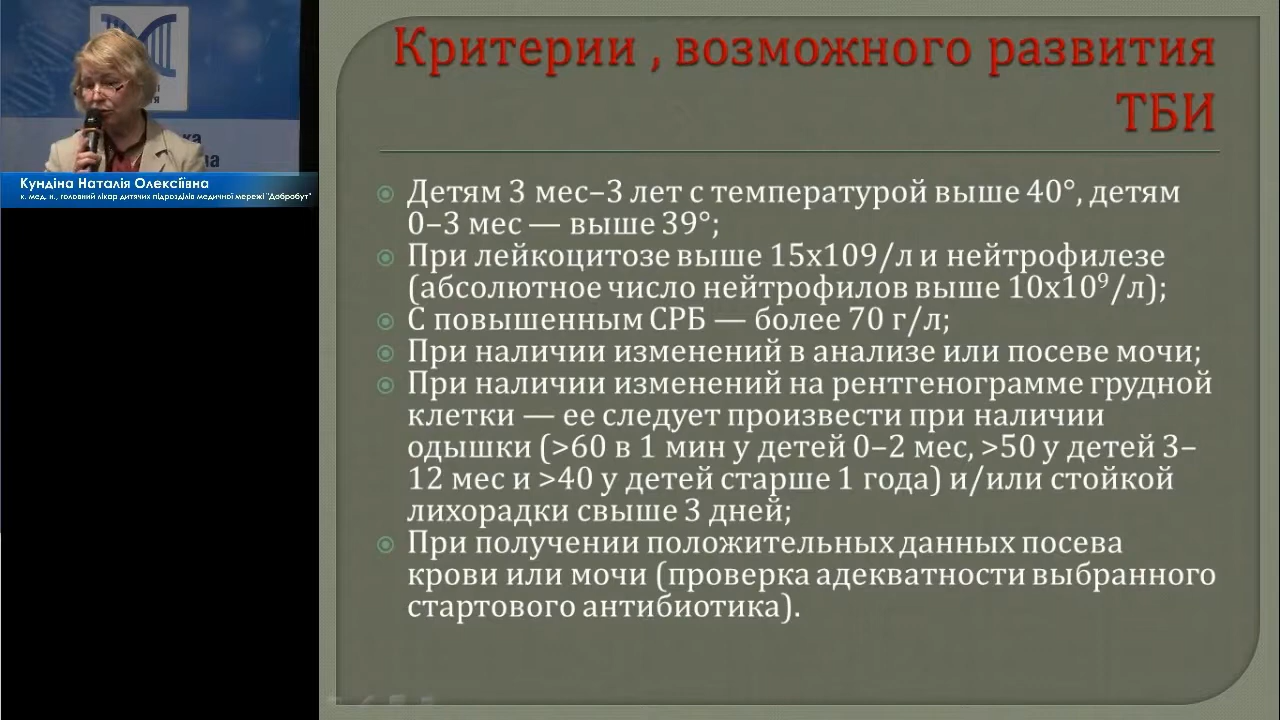 Критерии , возможного развития
ТБИ
Кундіна Наталія Олексіївна
к. мед. н., головний лікар дитячих підрозділів медичної мережі "Добробут"
Детям 3 мес–3 лет с температурой выше 40°, детям
0–3 мес — выше 39°;
При лейкоцитозе выше 15х109/л и нейтрофилезе
(абсолютное число нейтрофилов выше 10х10⁹/л);
С повышенным СРБ — более 70 г/л;
При наличии изменений в анализе или посеве мочи;
При наличии изменений на рентгенограмме грудной
клетки — ее следует произвести при наличии
одышки (>60 в 1 мин у детей 0–2 мес, >50 у детей 3–
12 мес и >40 у детей старше 1 года) и/или стойкой
лихорадки свыше 3 дней;
При получении положительных данных посева
крови или мочи (проверка адекватности выбранного
стартового антибиотика).